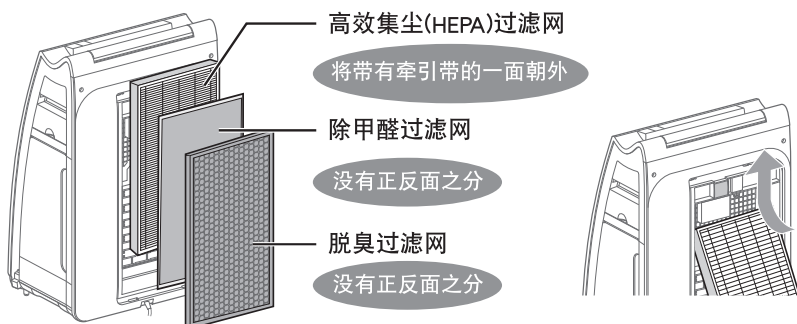 高效集尘(HEPA)过滤网
将带有牵引带的一面朝外
除甲醛过滤网
没有正反面之分
脱臭过滤网
没有正反面之分